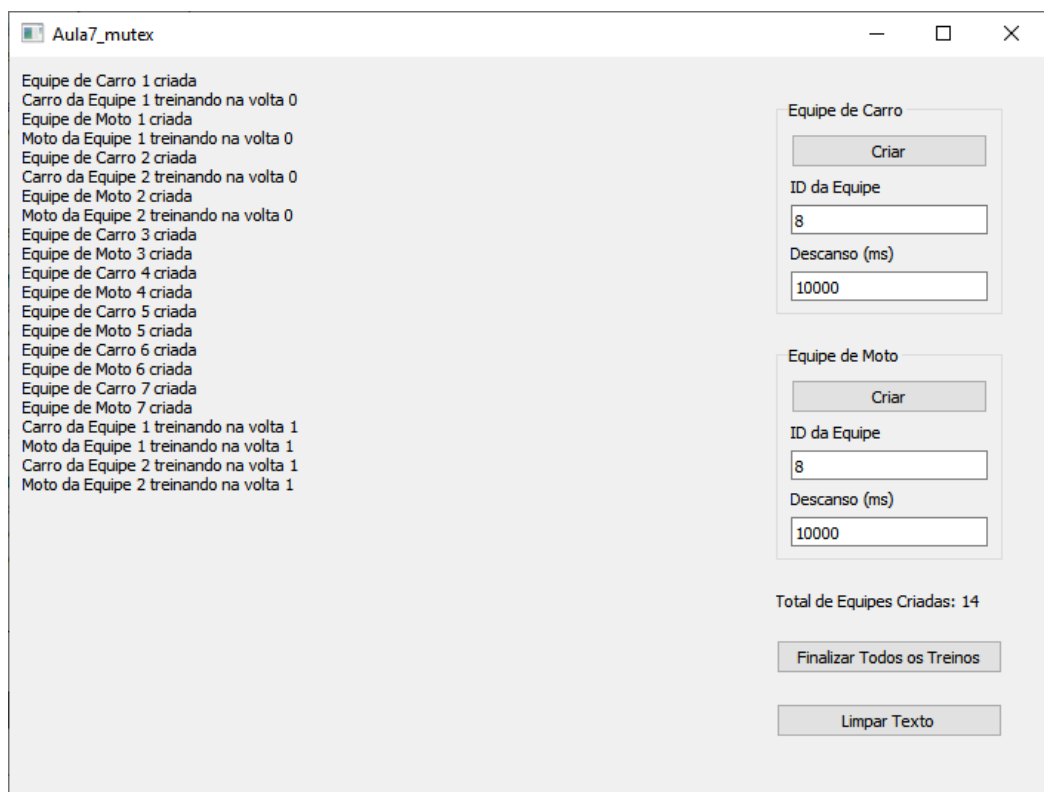 Aula7_mutex
Equipe de Carro 1 criada
Carro da Equipe 1 treinando na volta 0
Equipe de Moto 1 criada
Moto da Equipe 1 treinando na volta 0
Equipe de Carro 2 criada
Carro da Equipe 2 treinando na volta 0
Equipe de Moto 2 criada
Moto da Equipe 2 treinando na volta 0
Equipe de Carro 3 criada
Equipe de Moto 3 criada
Equipe de Carro 4 criada
Equipe de Moto 4 criada
Equipe de Carro 5 criada
Equipe de Moto 5 criada
Equipe de Carro 6 criada
Equipe de Moto 6 criada
Equipe de Carro 7 criada
Equipe de Moto 7 criada
Carro da Equipe 1 treinando na volta 1
Moto da Equipe 1 treinando na volta 1
Carro da Equipe 2 treinando na volta 1
Moto da Equipe 2 treinando na volta 1
Equipe de Carro
Criar
ID da Equipe
8
Descanso (ms)
10000
Equipe de Moto
Criar
ID da Equipe
8
Descanso (ms)
10000
Total de Equipes Criadas: 14
Finalizar Todos os Treinos
Limpar Texto